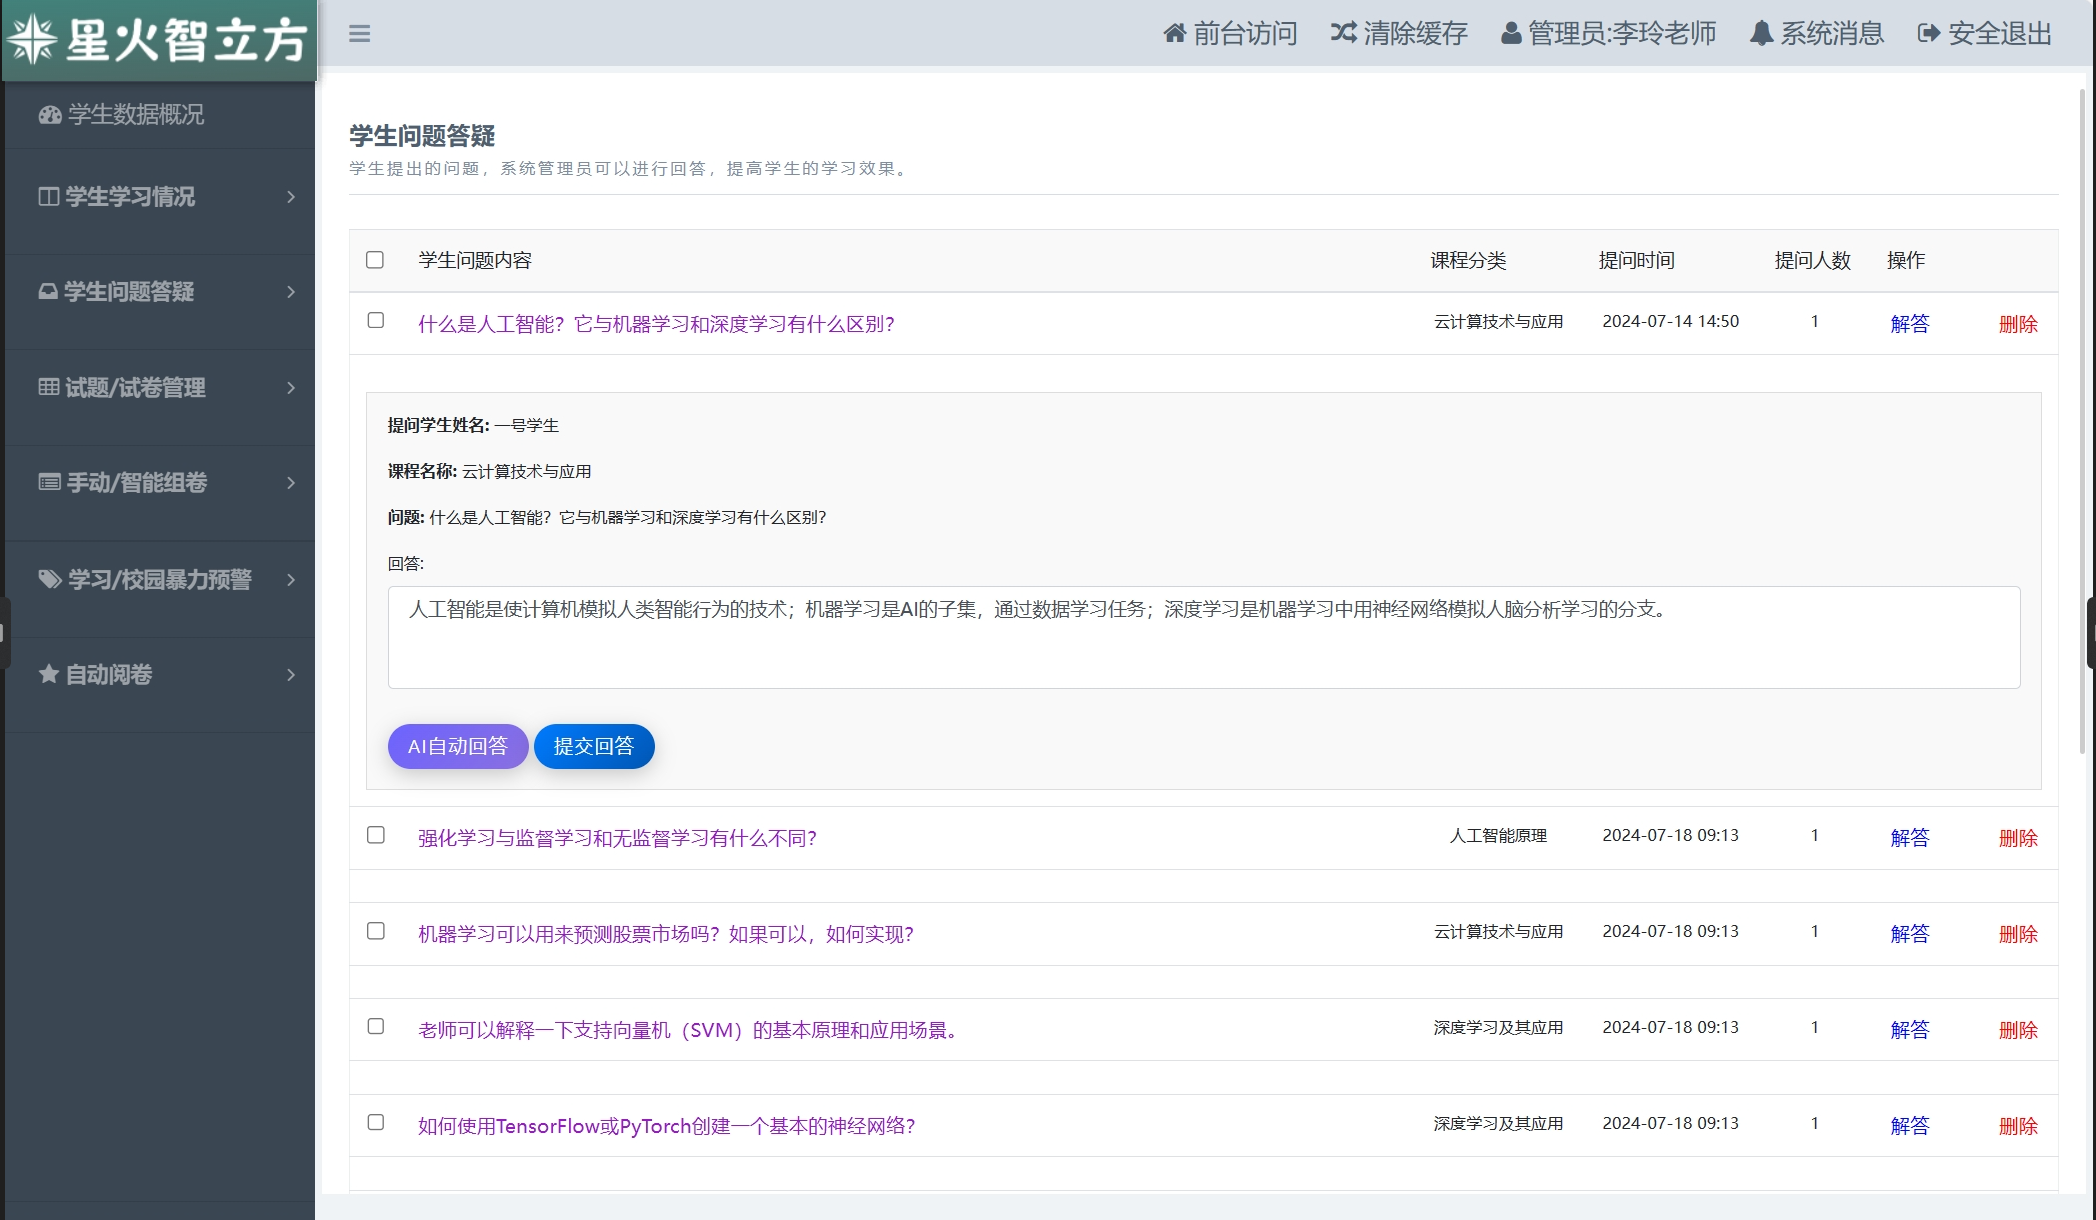 星火智立方
前台访问 清除缓存 管理员:李玲老师 系统消息 安全退出
学生数据概况
学生学习情况
学生问题答疑
试题/试卷管理
手动/智能组卷
学习/校园暴力预警
自动阅卷
学生问题答疑
学生提出的问题，系统管理员可以进行回答，提高学生的学习效果。
学生问题内容 课程分类 提问时间 提问人数 操作
什么是人工智能？它与机器学习和深度学习有什么区别？ 云计算技术与应用 2024-07-14 14:50 1 解答 删除
提问学生姓名: 一号学生
课程名称: 云计算技术与应用
问题: 什么是人工智能？它与机器学习和深度学习有什么区别？
回答:
人工智能是使计算机模拟人类智能行为的技术；机器学习是AI的子集，通过数据学习任务；深度学习是机器学习中用神经网络模拟人脑分析学习的分支。
AI自动回答 提交回答
强化学习与监督学习和无监督学习有什么不同？ 人工智能原理 2024-07-18 09:13 1 解答 删除
机器学习可以用来预测股票市场吗？如果可以，如何实现？ 云计算技术与应用 2024-07-18 09:13 1 解答 删除
老师可以解释一下支持向量机（SVM）的基本原理和应用场景。 深度学习及其应用 2024-07-18 09:13 1 解答 删除
如何使用TensorFlow或PyTorch创建一个基本的神经网络？ 深度学习及其应用 2024-07-18 09:13 1 解答 删除